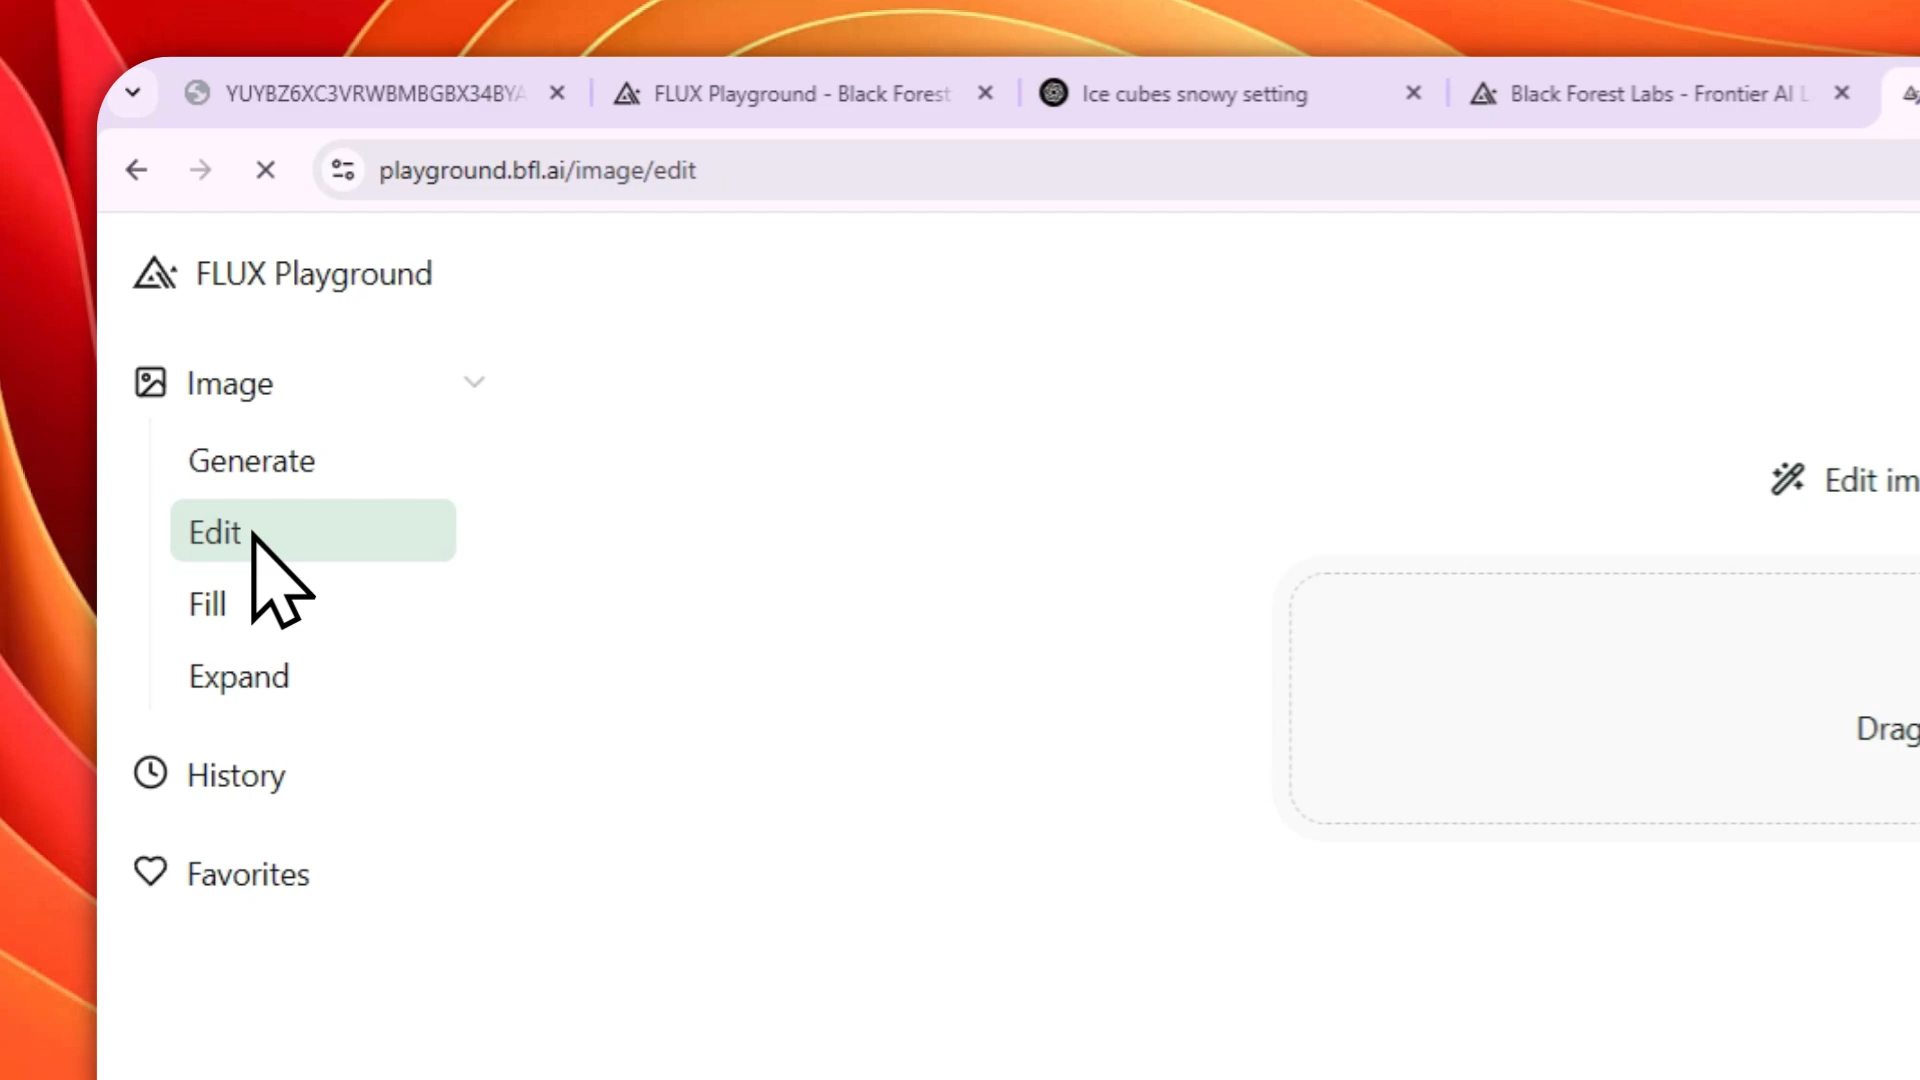 YUYBZ6XC3VRWBMBGBX34BYA
FLUX Playground - Black Forest
Ice cubes snowy setting
Black Forest Labs - Frontier AI L
playground.bfl.ai/image/edit
FLUX Playground
Image
Generate
Edit
Fill
Expand
History
Favorites
Edit im
Drag